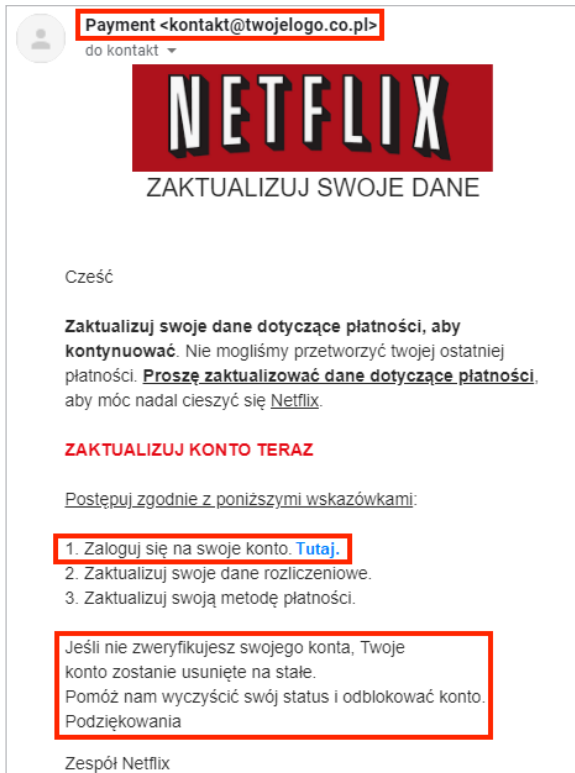 Payment <kontakt@twojelogo.co.pl>
do kontakt
NETFLIX
ZAKTUALIZUJ SWOJE DANE
Cześć
Zaktualizuj swoje dane dotyczące płatności, aby
kontynuować. Nie mogliśmy przetworzyć twojej ostatniej
płatności. Proszę zaktualizować dane dotyczące płatności,
aby móc nadal cieszyć się Netflix.
ZAKTUALIZUJ KONTO TERAZ
Postępuj zgodnie z poniższymi wskazówkami:
1. Zaloguj się na swoje konto. Tutaj.
2. Zaktualizuj swoje dane rozliczeniowe.
3. Zaktualizuj swoją metodę płatności.
Jeśli nie zweryfikujesz swojego konta, Twoje
konto zostanie usunięte na stałe.
Pomóż nam wyczyścić swój status i odblokować konto.
Podziękowania
Zespół Netflix